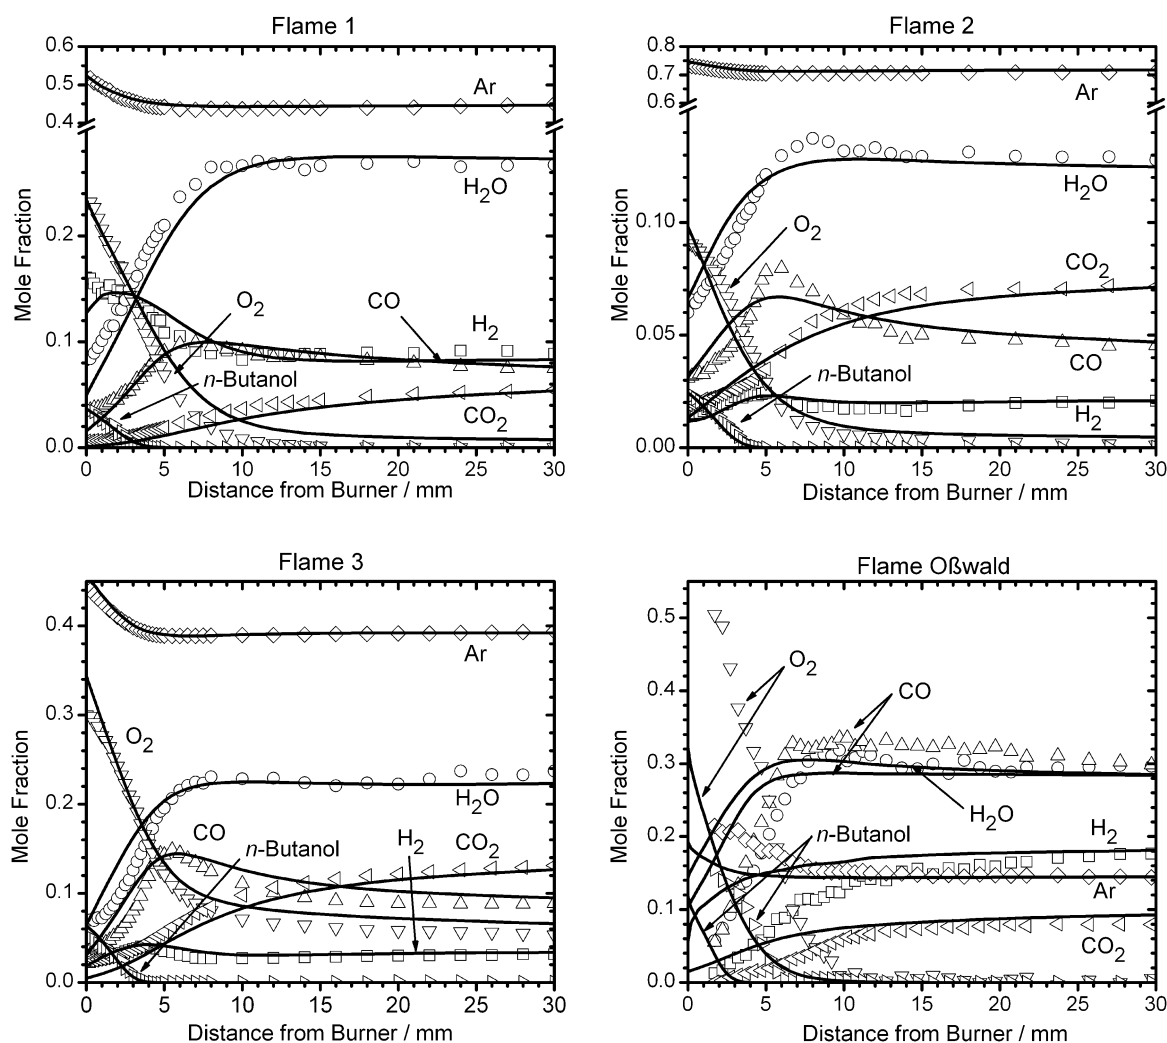 Flame 1
0.6
0.5
0.4
0.2
0.1
0.0
Mole Fraction
Ar
H₂O
O₂
CO
H₂
n-Butanol
CO₂
0 5 10 15 20 25 30
Distance from Burner / mm
Flame 2
0.8
0.7
0.6
0.10
0.05
0.00
Mole Fraction
Ar
H₂O
O₂
CO₂
CO
n-Butanol
H₂
0 5 10 15 20 25 30
Distance from Burner / mm
Flame 3
0.4
0.3
0.2
0.1
0.0
Mole Fraction
Ar
O₂
H₂O
CO
n-Butanol
H₂
CO₂
0 5 10 15 20 25 30
Distance from Burner / mm
Flame Oßwald
0.5
0.4
0.3
0.2
0.1
0.0
Mole Fraction
O₂
CO
H₂O
n-Butanol
H₂
Ar
CO₂
0 5 10 15 20 25 30
Distance from Burner / mm